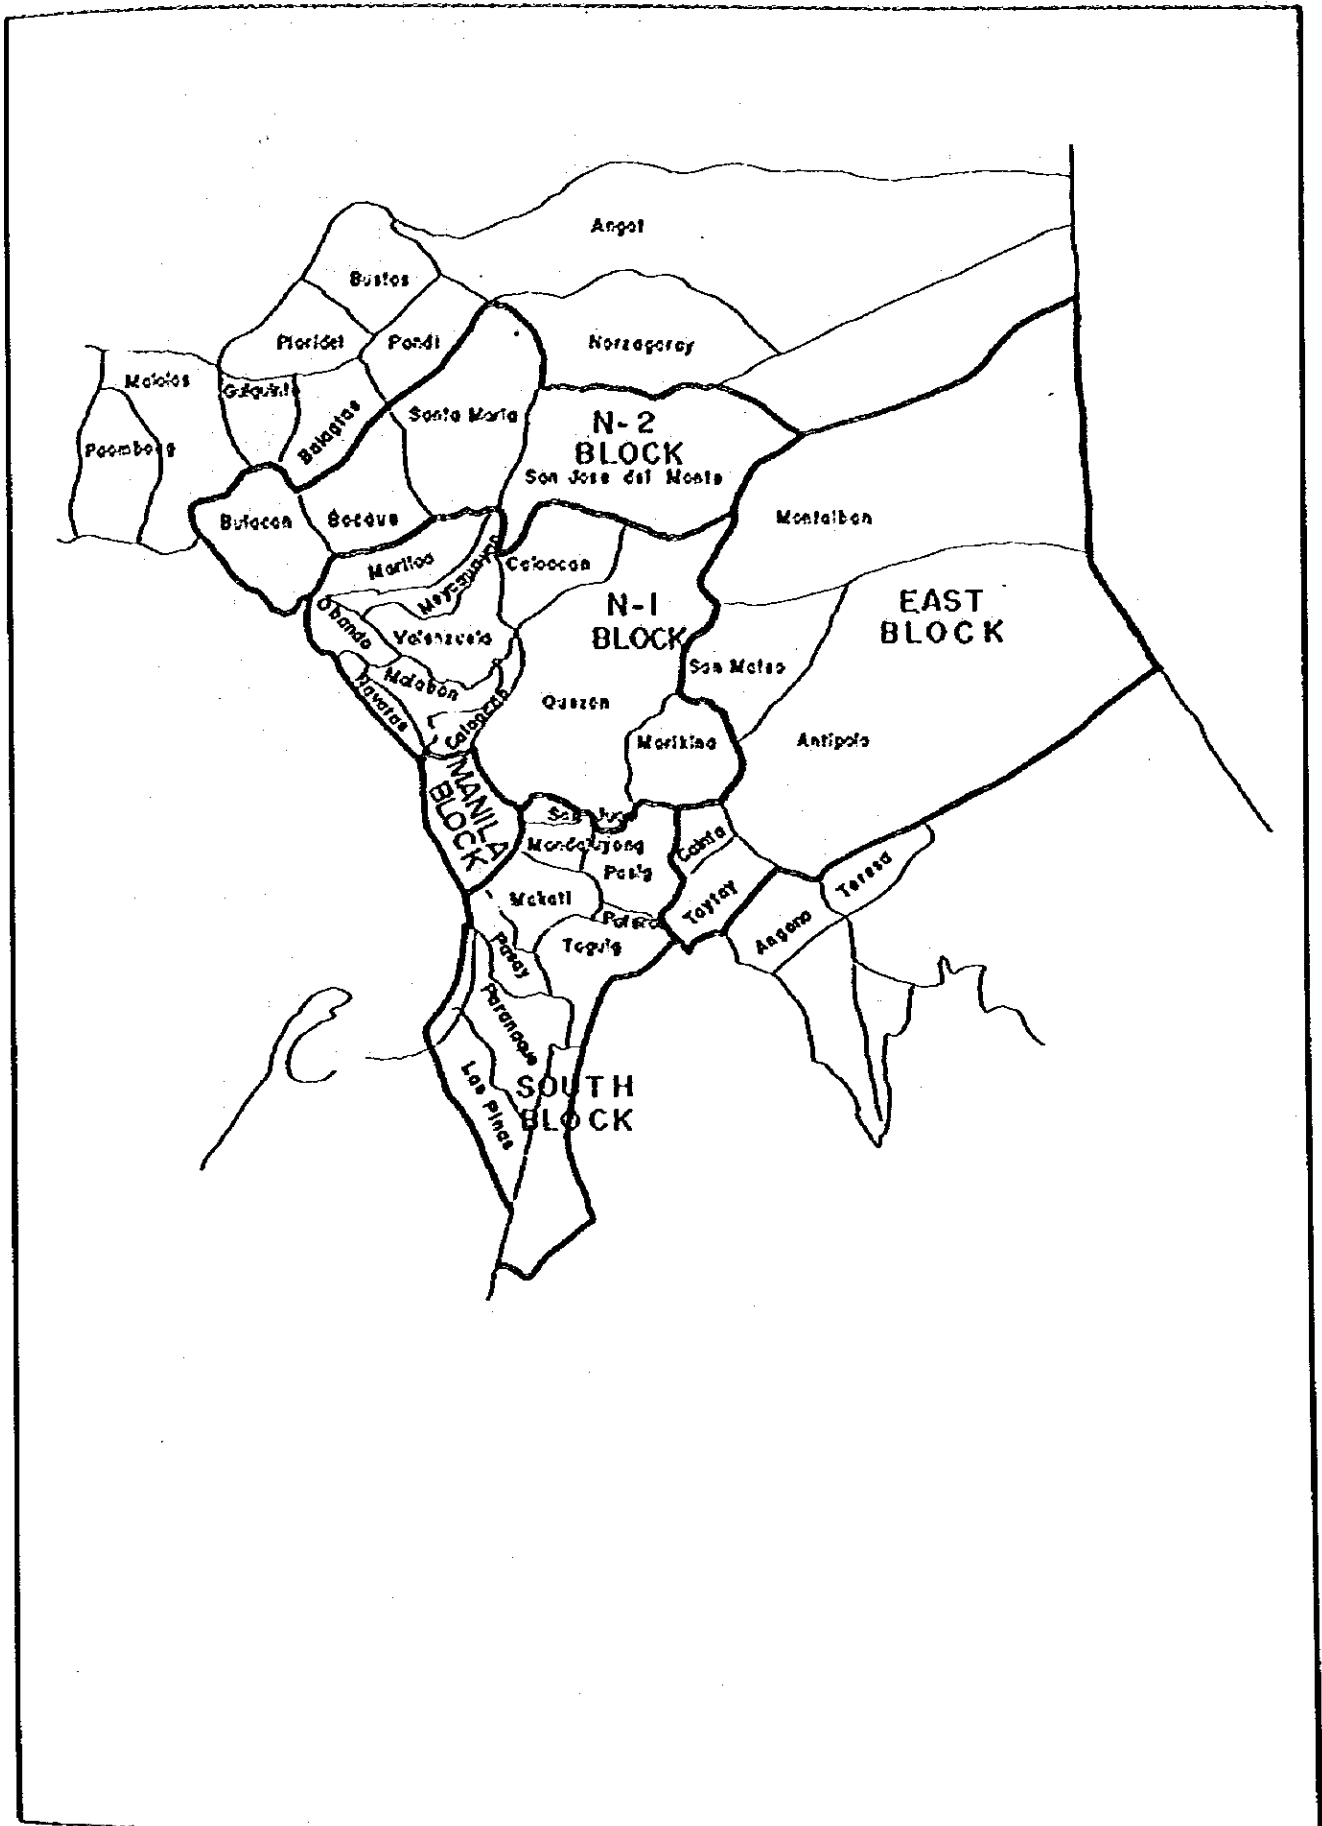 Angat
Bustos
Plaridel
Pandi
Norzagaray
Malolos
Guiguinto
Santa Maria
Balagtas
Paombong
N-2
BLOCK
San Jose del Monte
Bulacan
Bocaue
Montalban
Marilao
Meycauayan
Caloocan
N-1
BLOCK
EAST
BLOCK
Obando
Valenzuela
San Mateo
Malabon
Navotas
Caloocan
Quezon
Marikina
Antipolo
MANILA
BLOCK
San Juan
Mandaluyong
Pasig
Cainta
Teresa
Makati
Pateros
Taytay
Angono
Taguig
Pasay
Paranaque
Las Pinas
SOUTH
BLOCK